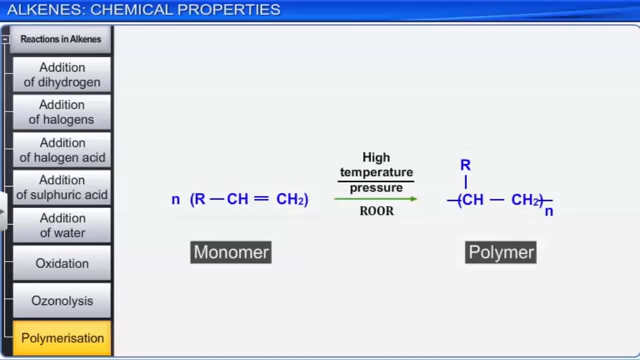 ALKENES: CHEMICAL PROPERTIES
Reactions in Alkenes
Addition
of dihydrogen
Addition
of halogens
Addition
of halogen acid
Addition
of sulphuric acid
Addition
of water
Oxidation
Ozonolysis
Polymerisation
n (R — CH = CH₂)
High
temperature
pressure
ROOR
R
|
—(CH — CH₂)—
n
Monomer
Polymer